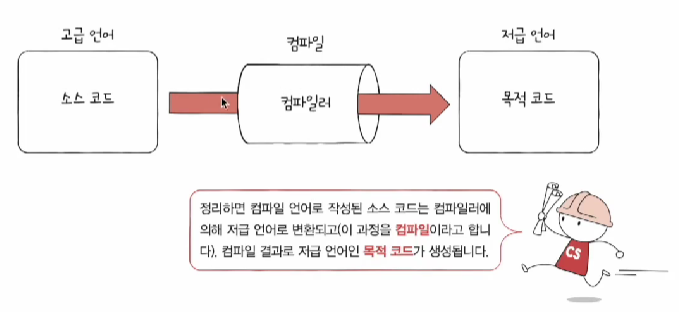 고급 언어
컴파일
저급 언어
소스 코드
컴파일러
목적 코드
정리하면 컴파일 언어로 작성된 소스 코드는 컴파일러에
의해 저급 언어로 변환되고(이 과정을 컴파일이라고 합니
다), 컴파일 결과로 저급 언어인 목적 코드가 생성됩니다.
CS